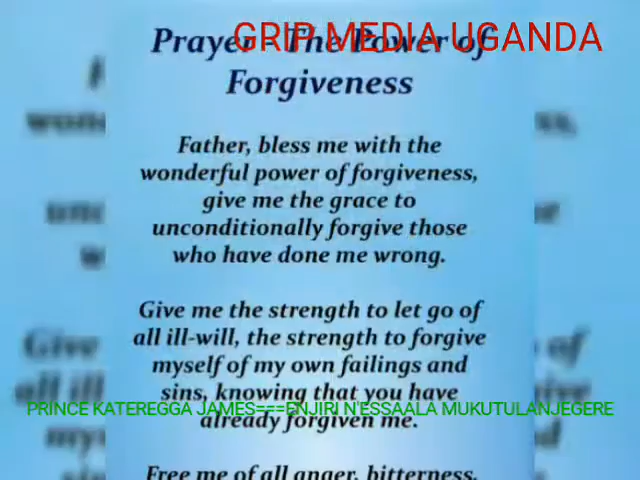 GRIP MEDIA UGANDA
Prayer - The Power of
Forgiveness
Father, bless me with the
wonderful power of forgiveness,
give me the grace to
unconditionally forgive those
who have done me wrong.
Give me the strength to let go of
all ill-will, the strength to forgive
myself of my own failings and
sins, knowing that you have
PRINCE KATEREGGA JAMES===ENJIRI N'ESSAALA MUKUTULANJEGERE
already forgiven me.
Free me of all anger, bitterness,